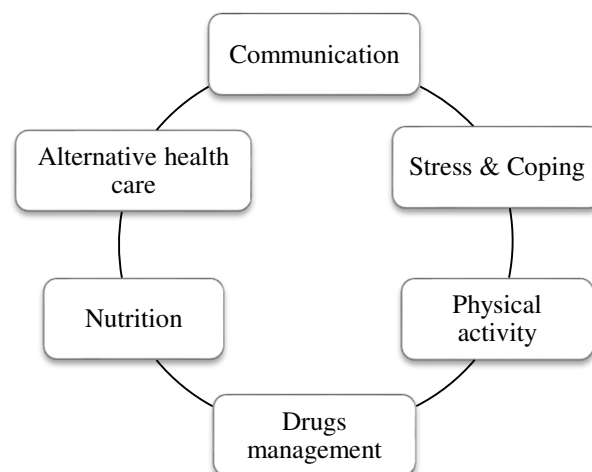 Communication
Alternative health
care
Stress & Coping
Nutrition
Physical
activity
Drugs
management